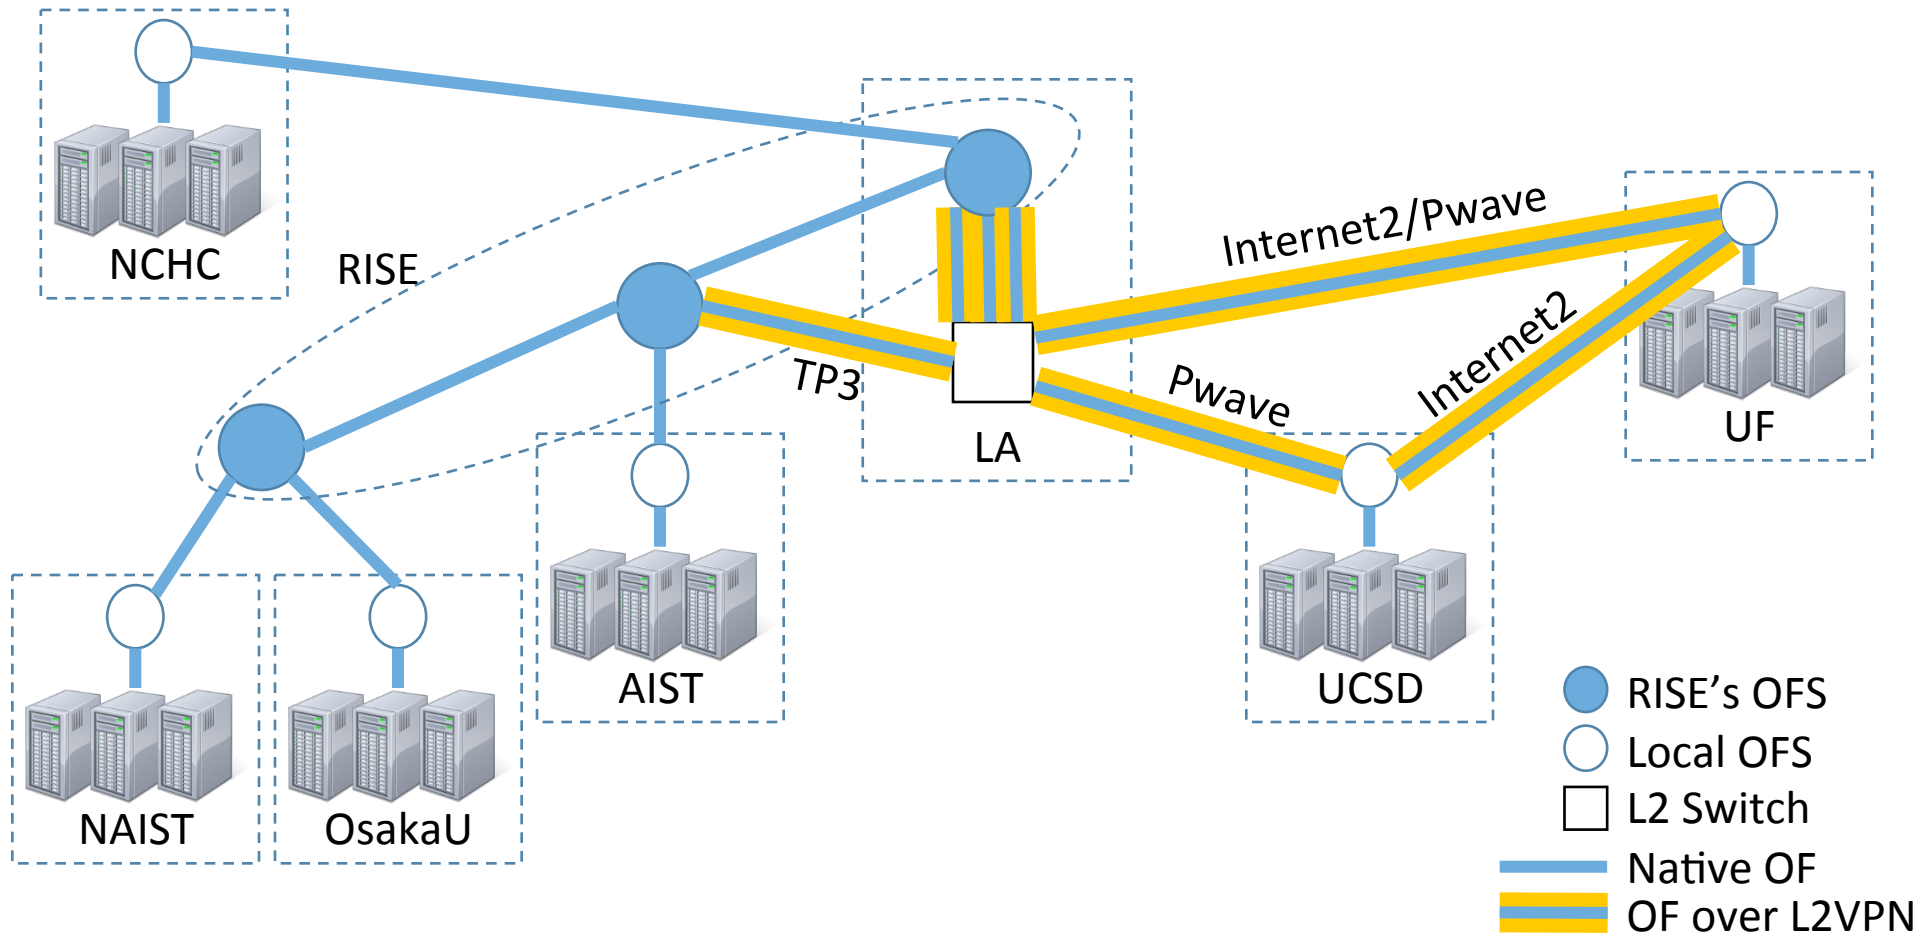 NCHC
RISE
Internet2/Pwave
TP3
Pwave
Internet2
LA
UF
AIST
UCSD
NAIST
OsakaU
RISE’s OFS
Local OFS
L2 Switch
Native OF
OF over L2VPN